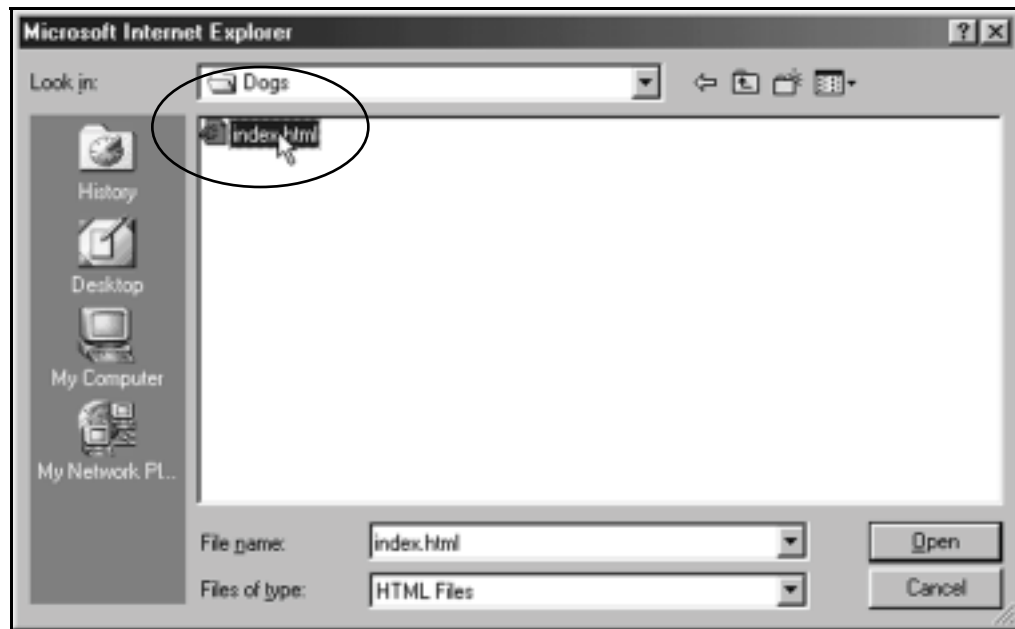 Microsoft Internet Explorer
Look in:
Dogs
index.html
History
Desktop
My Computer
My Network Pl...
File name:
index.html
Open
Files of type:
HTML Files
Cancel